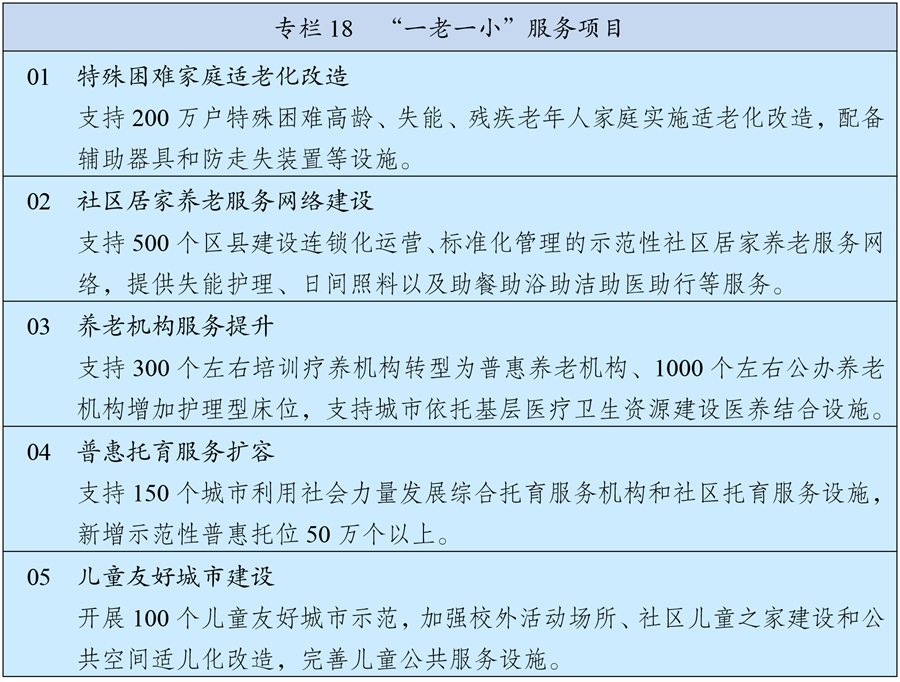 专栏 18 “一老一小”服务项目
01 特殊困难家庭适老化改造
支持 200 万户特殊困难高龄、失能、残疾老年人家庭实施适老化改造，配备
辅助器具和防走失装置等设施。
02 社区居家养老服务网络建设
支持 500 个区县建设连锁化运营、标准化管理的示范性社区居家养老服务网
络，提供失能护理、日间照料以及助餐助浴助洁助医助行等服务。
03 养老机构服务提升
支持 300 个左右培训疗养机构转型为普惠养老机构、1000 个左右公办养老
机构增加护理型床位，支持城市依托基层医疗卫生资源建设医养结合设施。
04 普惠托育服务扩容
支持 150 个城市利用社会力量发展综合托育服务机构和社区托育服务设施，
新增示范性普惠托位 50 万个以上。
05 儿童友好城市建设
开展 100 个儿童友好城市示范，加强校外活动场所、社区儿童之家建设和公
共空间适儿化改造，完善儿童公共服务设施。